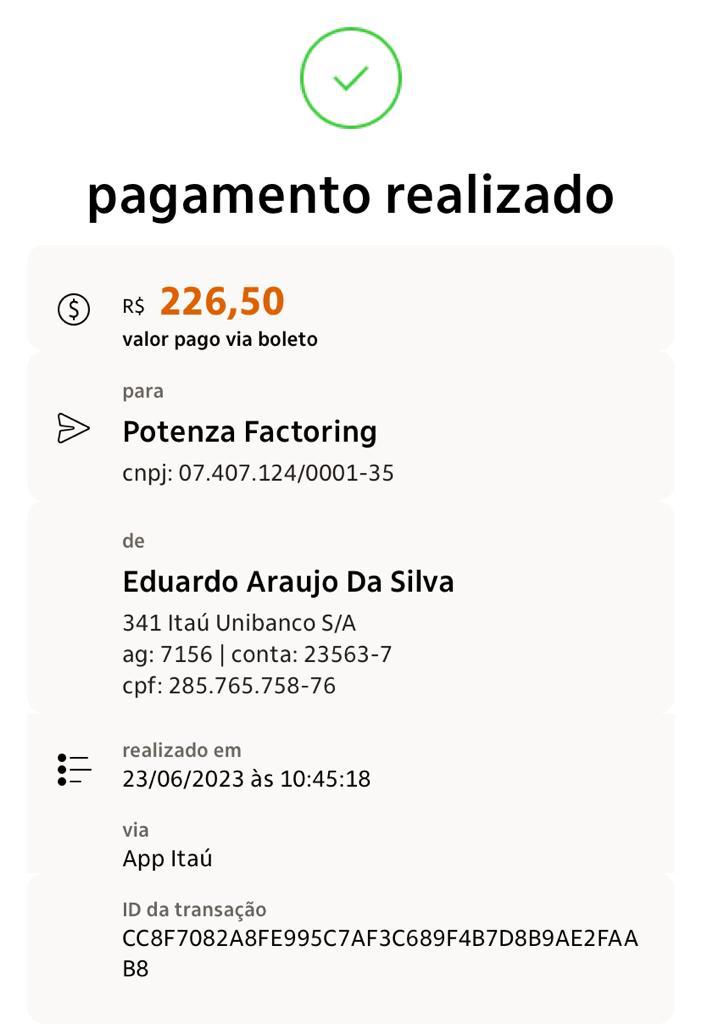 pagamento realizado
R$ 226,50
valor pago via boleto
para
Potenza Factoring
cnpj: 07.407.124/0001-35
de
Eduardo Araujo Da Silva
341 Itaú Unibanco S/A
ag: 7156 | conta: 23563-7
cpf: 285.765.758-76
realizado em
23/06/2023 às 10:45:18
via
App Itaú
ID da transação
CC8F7082A8FE995C7AF3C689F4B7D8B9AE2FAA
B8